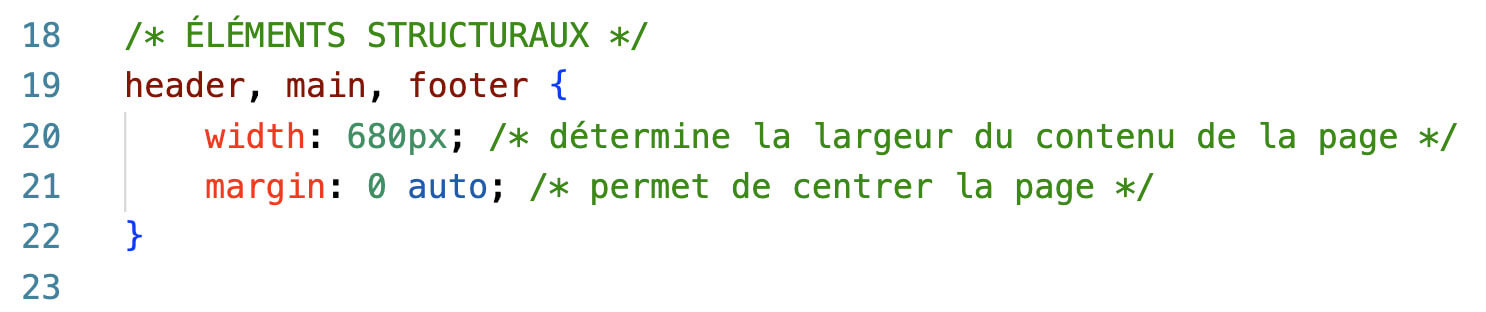 18 /* ÉLÉMENTS STRUCTURAUX */
19 header, main, footer {
20 width: 680px; /* détermine la largeur du contenu de la page */
21 margin: 0 auto; /* permet de centrer la page */
22 }
23